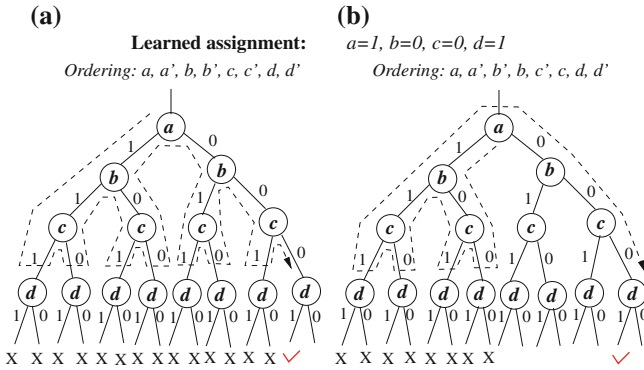 (a) (b)
Learned assignment: a=1, b=0, c=0, d=1
Ordering: a, a’, b, b’, c, c’, d, d’ Ordering: a, a’, b’, b, c’, c, d, d’
a a
1 0 1 0
b b b b
1 0 1 0 1 0 1 0
c c c c c c c c
1 0 1 0 1 0 1 0 1 0 1 0 1 0 1 0
d d d d d d d d d d d d d d d d
1 0 1 0 1 0 1 0 1 0 1 0 1 0 1 0 1 0 1 0 1 0 1 0 1 0 1 0 1 0 1 0
X X X X X X X X X X X X X X X X X X X X X X